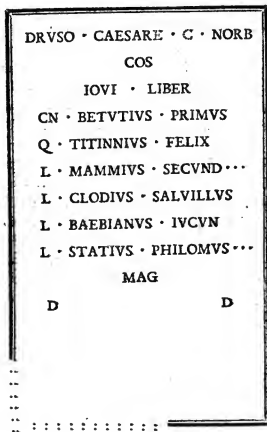 DRVSO · CAESARE · C · NORB
COS
IOVI · LIBER
CN · BETVTIVS · PRIMVS
Q · TITINNIVS · FELIX
L · MAMMIVS · SECVND···
L · CLODIVS · SALVILLVS
L · BAEBIANVS · IVCVN
L · STATIVS · PHILOMVS···
MAG
D D